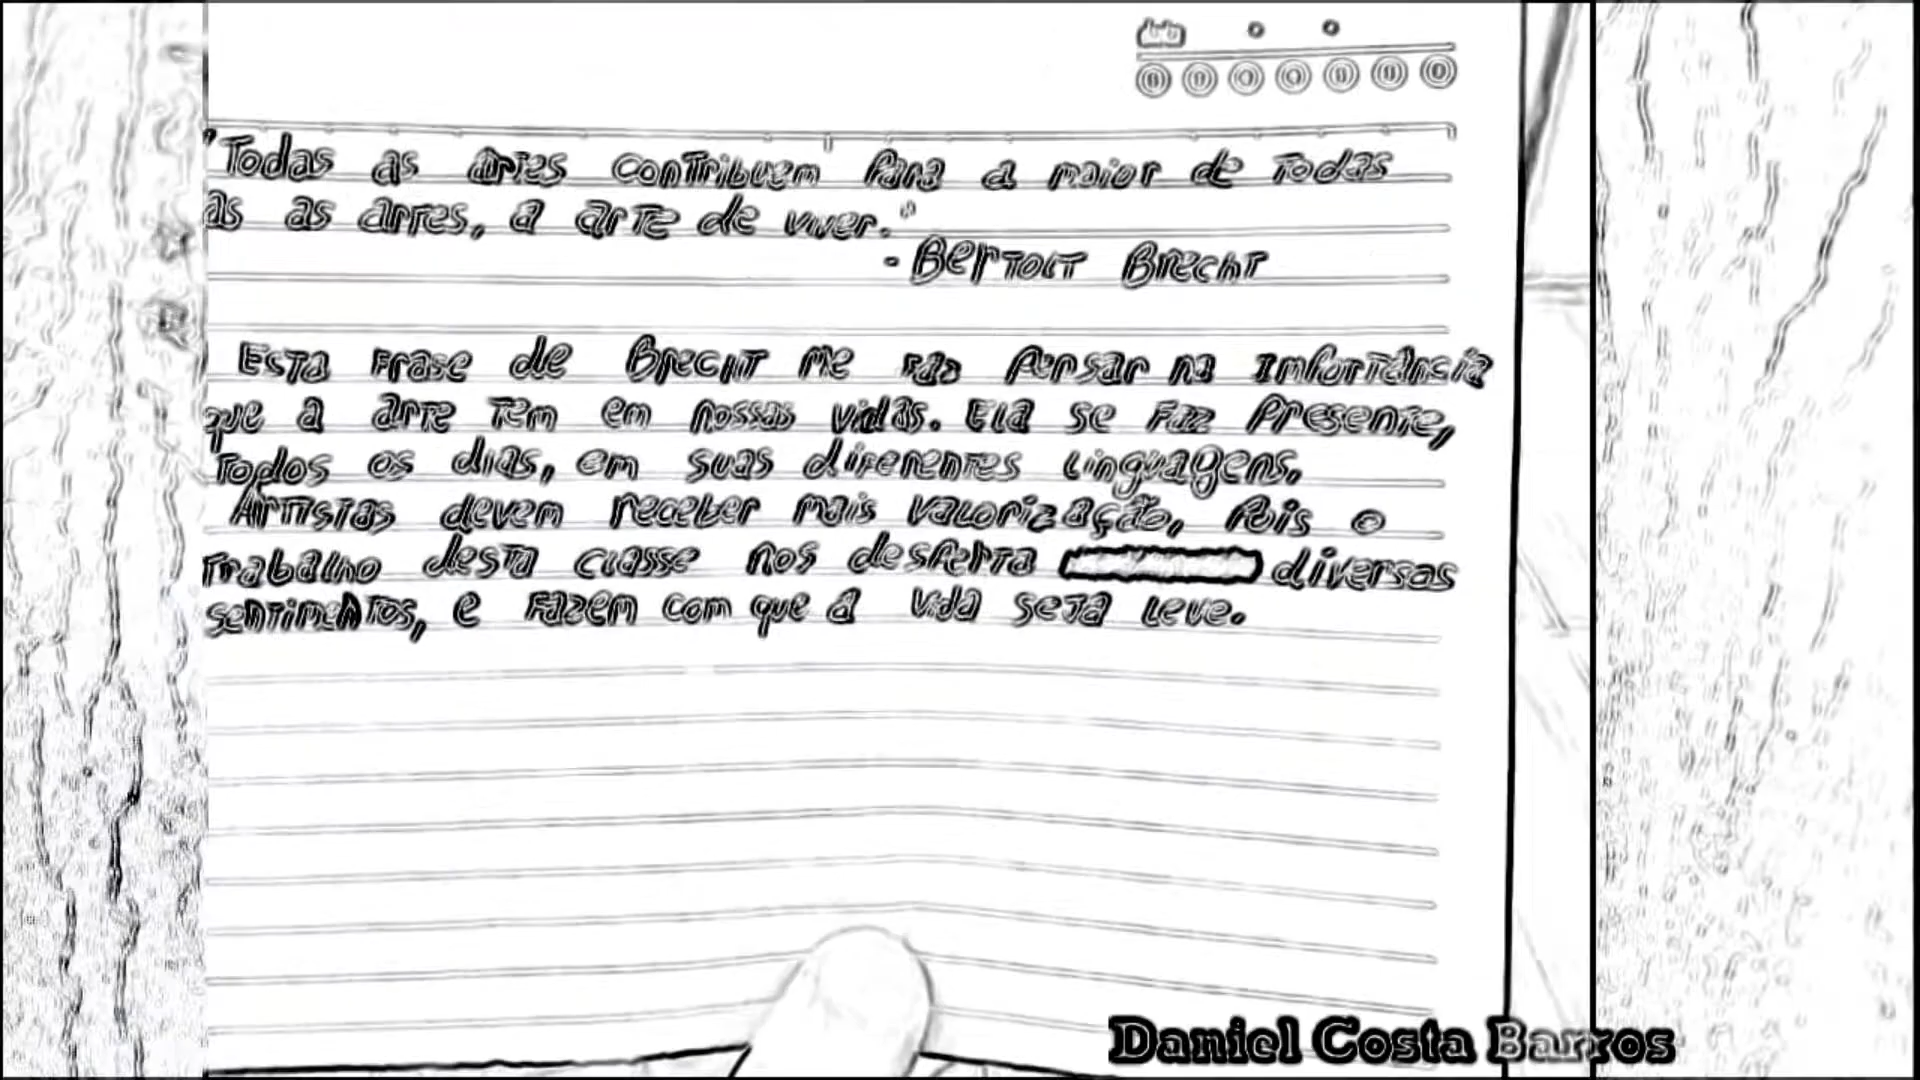 "Todas as artes contribuem para a maior de todas
as as artes, a arte de viver."
- Bertolt Brecht
Esta frase de Brecht me faz pensar na importância
que a arte tem em nossas vidas. Ela se faz presente,
todos os dias, em suas diferentes linguagens.
Artistas devem receber mais valorização, pois o
trabalho desta classe nos desperta diversas
sentimentos, e fazem com que a vida seja leve.
Daniel Costa Barros